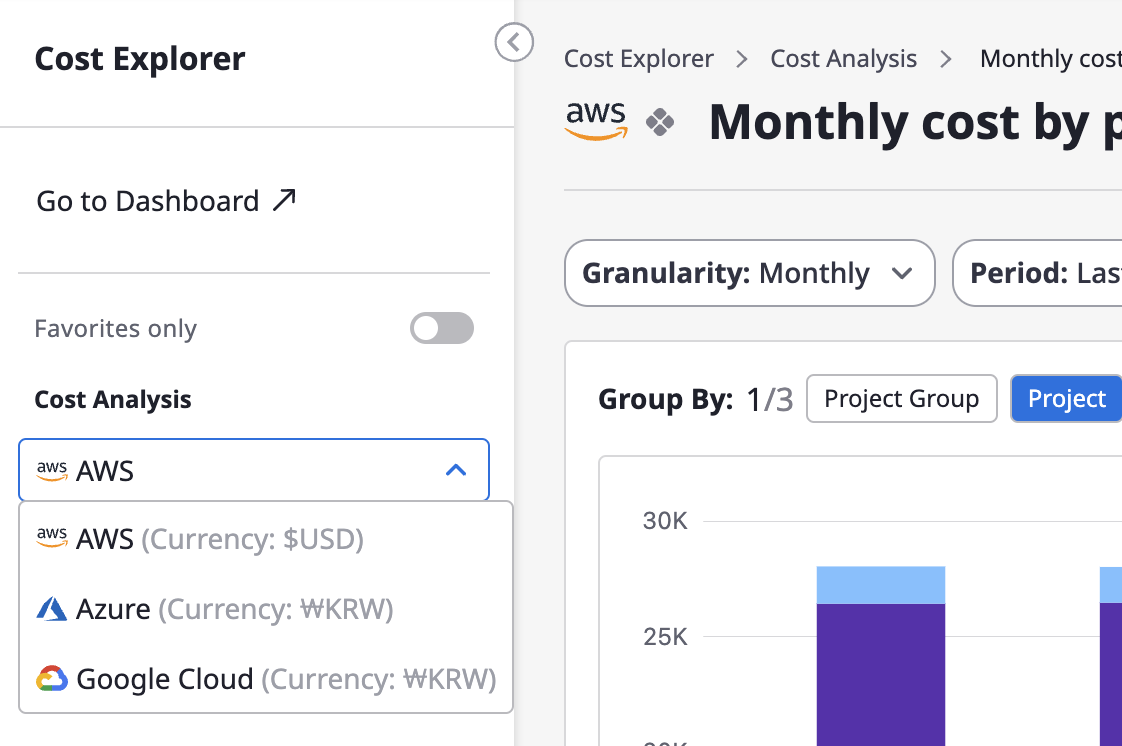 Cost Explorer
Go to Dashboard
Favorites only
Cost Analysis
aws AWS
aws AWS (Currency: $USD)
Azure (Currency: ₩KRW)
Google Cloud (Currency: ₩KRW)
Cost Explorer > Cost Analysis > Monthly cost
aws Monthly cost by p
Granularity: Monthly
Period: Las
Group By: 1/3 Project Group Project
30K
25K